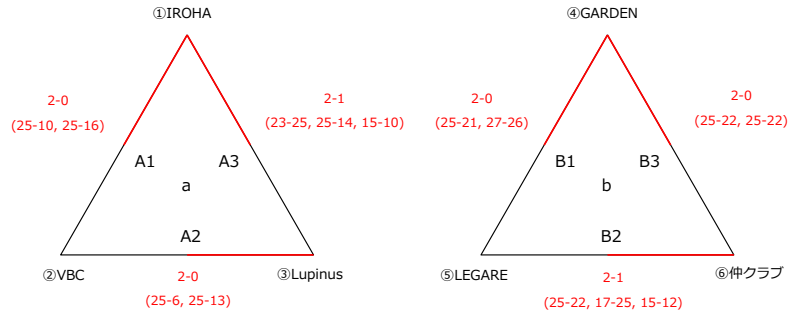 ①IROHA
2-0
(25-10, 25-16)
2-1
(23-25, 25-14, 15-10)
A1
A3
a
A2
②VBC
③Lupinus
2-0
(25-6, 25-13)
④GARDEN
2-0
(25-21, 27-26)
2-0
(25-22, 25-22)
B1
B3
b
B2
⑤LEGARE
⑥仲クラブ
2-1
(25-22, 17-25, 15-12)